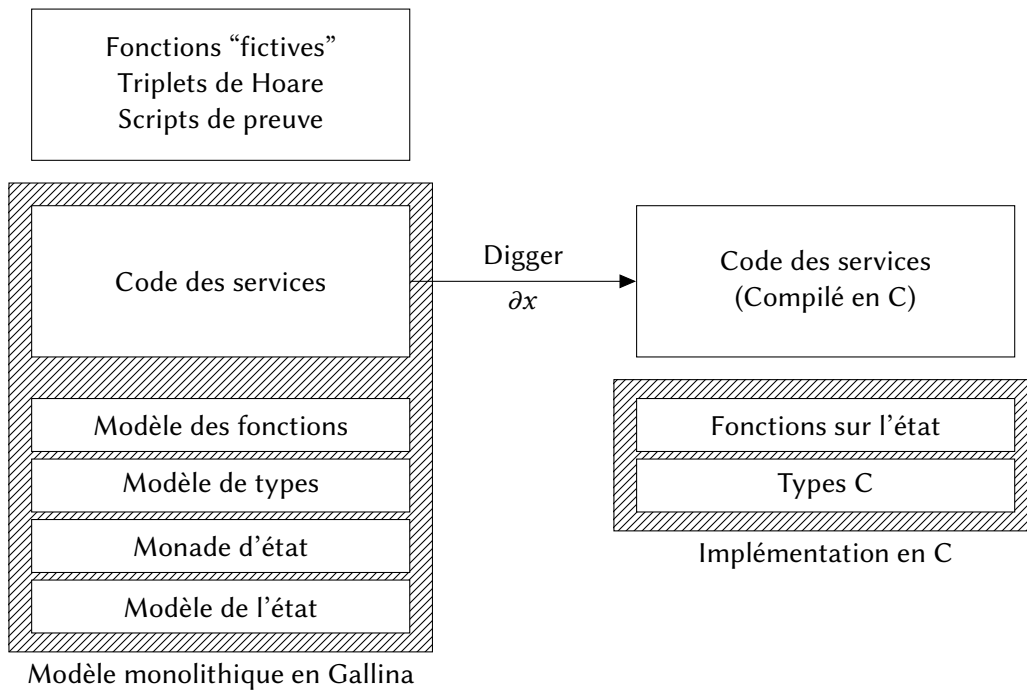 Fonctions “fictives”
Triplets de Hoare
Scripts de preuve
Code des services
Digger
∂x
Code des services
(Compilé en C)
Modèle des fonctions
Modèle de types
Monade d'état
Modèle de l'état
Modèle monolithique en Gallina
Fonctions sur l'état
Types C
Implémentation en C